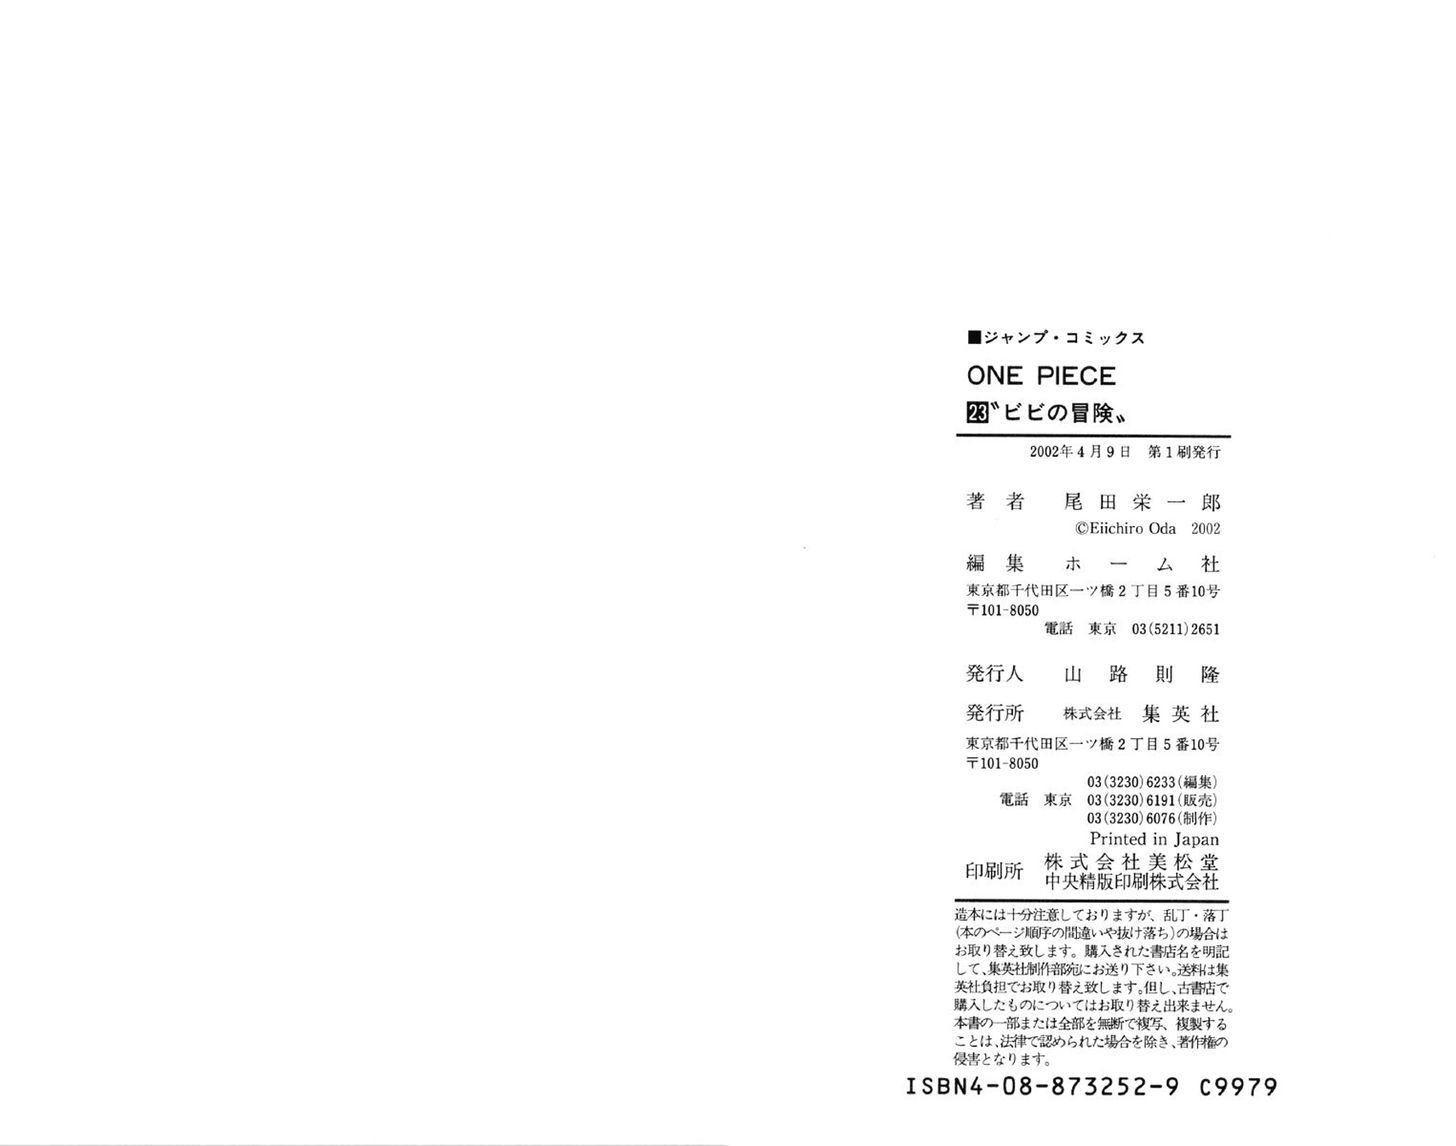 ■ジャンプ・コミックス
ONE PIECE
23〝ビビの冒険〟
2002年4月9日　第1刷発行
著者　尾田栄一郎
©Eiichiro Oda 2002
編集　ホーム社
東京都千代田区一ツ橋2丁目5番10号
〒101-8050
電話　東京　03(5211)2651
発行人　山路則隆
発行所　株式会社 集英社
東京都千代田区一ツ橋2丁目5番10号
〒101-8050
03(3230)6233(編集)
電話　東京　03(3230)6191(販売)
03(3230)6076(制作)
Printed in Japan
印刷所　株式会社美松堂
中央精版印刷株式会社
造本には十分注意しておりますが、乱丁・落丁
(本のページ順序の間違いや抜け落ち)の場合は
お取り替え致します。購入された書店名を明記
して、集英社制作部宛にお送り下さい。送料は集
英社負担でお取り替え致します。但し、古書店で
購入したものについてはお取り替え出来ません。
本書の一部または全部を無断で複写、複製する
ことは、法律で認められた場合を除き、著作権の
侵害となります。
ISBN4-08-873252-9 C9979